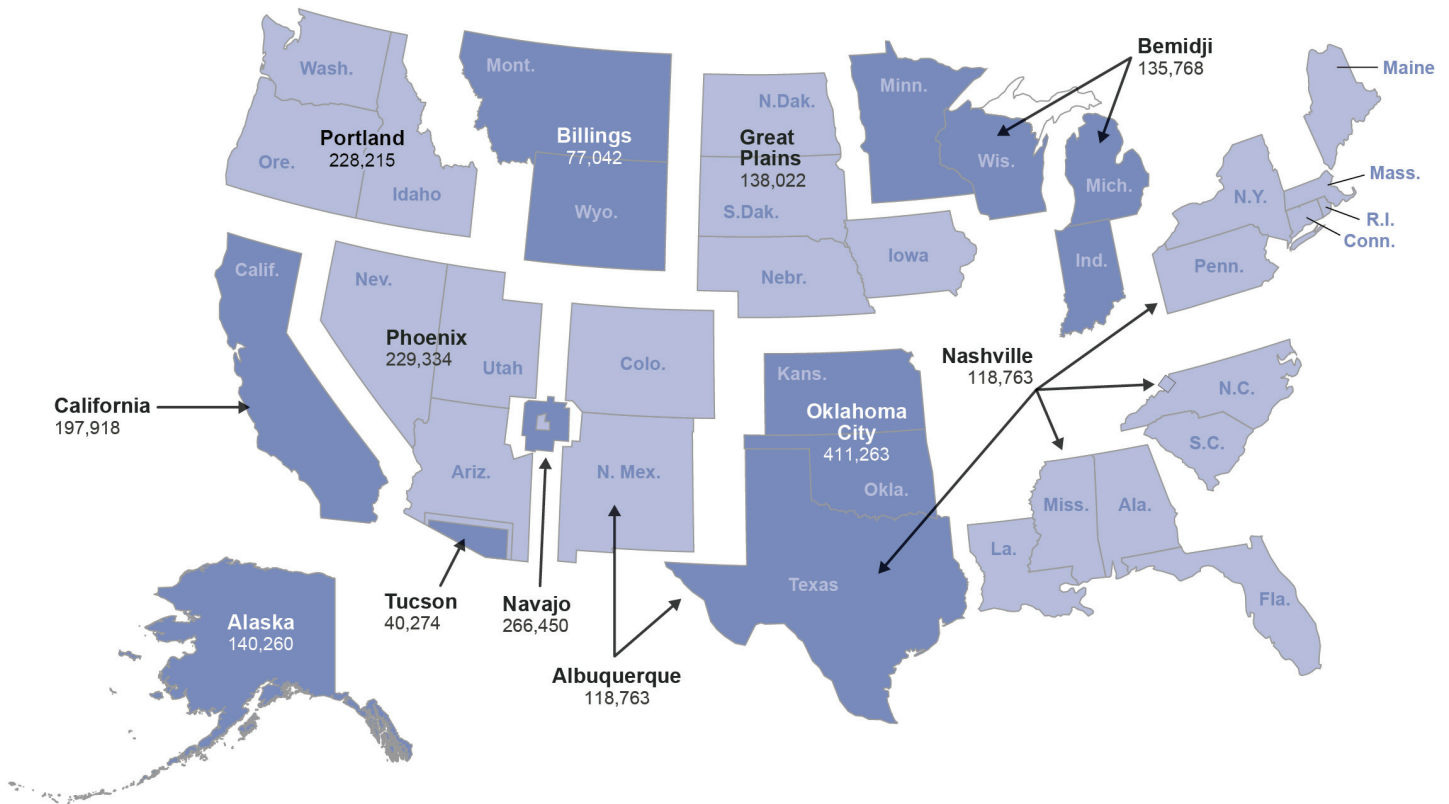 Bemidji
135,768
Maine
Wash.
Mont.
Minn.
N.Dak.
Portland
228,215
Billings
77,042
Great
Plains
138,022
Ore.
Idaho
Wis.
Mich.
Mass.
N.Y.
R.I.
Conn.
Wyo.
S.Dak.
Iowa
Ind.
Penn.
Calif.
Nev.
Nebr.
Phoenix
229,334
Utah
Colo.
Kans.
Nashville
118,763
N.C.
California
197,918
Oklahoma
City
411,263
S.C.
Ariz.
N. Mex.
Okla.
Miss.
Ala.
La.
Texas
Fla.
Tucson
40,274
Navajo
266,450
Alaska
140,260
Albuquerque
118,763